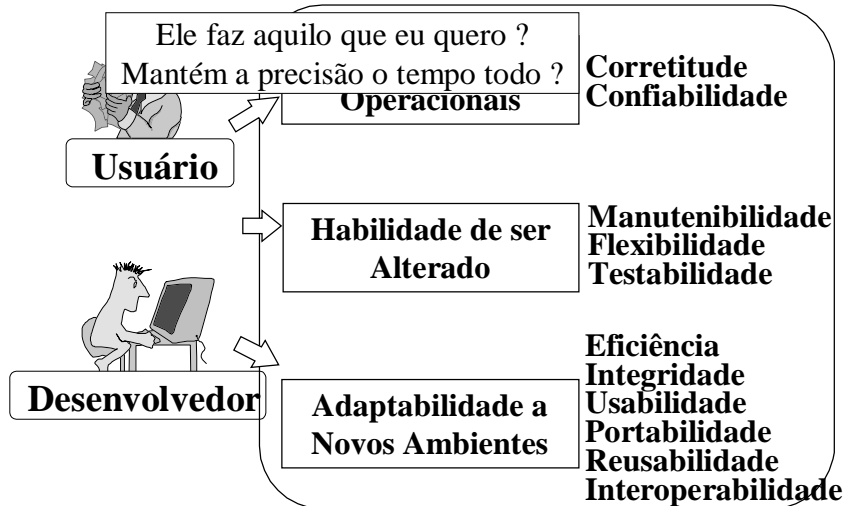 Ele faz aquilo que eu quero ?
Mantém a precisão o tempo todo ?
Operacionais
Corretitude
Confiabilidade
Usuário
Habilidade de ser
Alterado
Manutenibilidade
Flexibilidade
Testabilidade
Desenvolvedor
Adaptabilidade a
Novos Ambientes
Eficiência
Integridade
Usabilidade
Portabilidade
Reusabilidade
Interoperabilidade